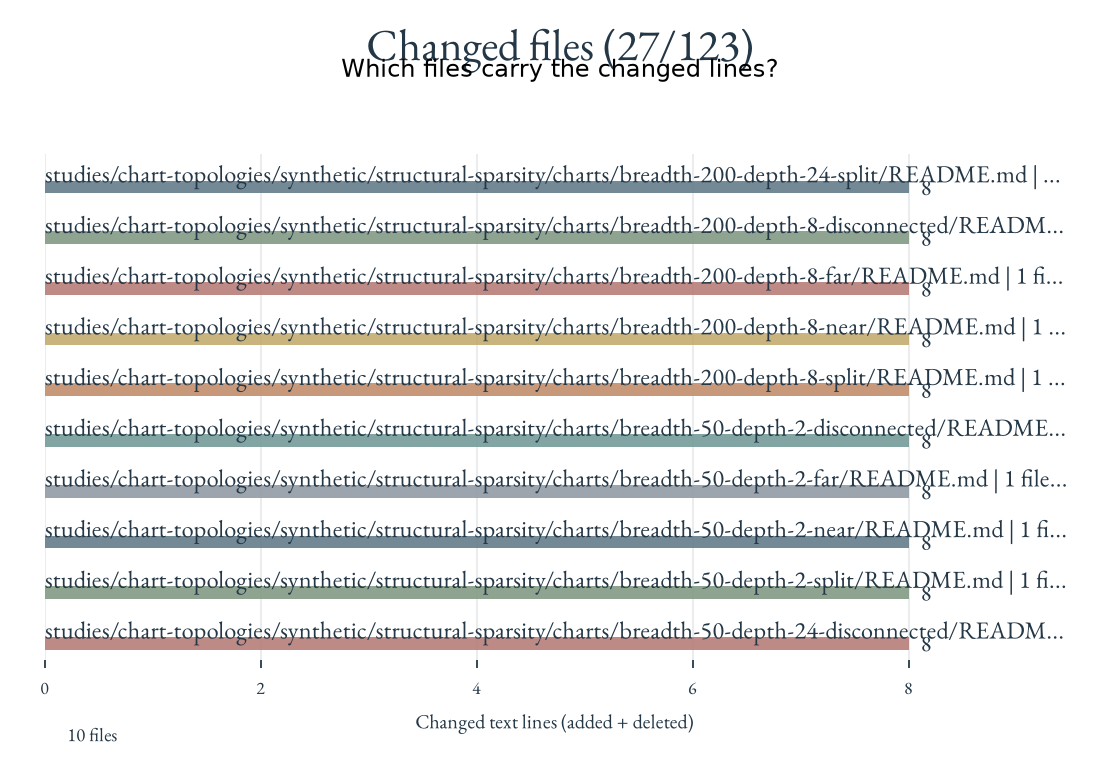 Changed files (27/123)
Which files carry the changed lines?
studies/chart-topologies/synthetic/structural-sparsity/charts/breadth-200-depth-24-split/README.md | ...
8
studies/chart-topologies/synthetic/structural-sparsity/charts/breadth-200-depth-8-disconnected/READM...
8
studies/chart-topologies/synthetic/structural-sparsity/charts/breadth-200-depth-8-far/README.md | 1 fi...
8
studies/chart-topologies/synthetic/structural-sparsity/charts/breadth-200-depth-8-near/README.md | 1 ...
8
studies/chart-topologies/synthetic/structural-sparsity/charts/breadth-200-depth-8-split/README.md | 1 ...
8
studies/chart-topologies/synthetic/structural-sparsity/charts/breadth-50-depth-2-disconnected/README...
8
studies/chart-topologies/synthetic/structural-sparsity/charts/breadth-50-depth-2-far/README.md | 1 file...
8
studies/chart-topologies/synthetic/structural-sparsity/charts/breadth-50-depth-2-near/README.md | 1 fi...
8
studies/chart-topologies/synthetic/structural-sparsity/charts/breadth-50-depth-2-split/README.md | 1 fi...
8
studies/chart-topologies/synthetic/structural-sparsity/charts/breadth-50-depth-24-disconnected/READM...
8
0 2 4 6 8
Changed text lines (added + deleted)
10 files